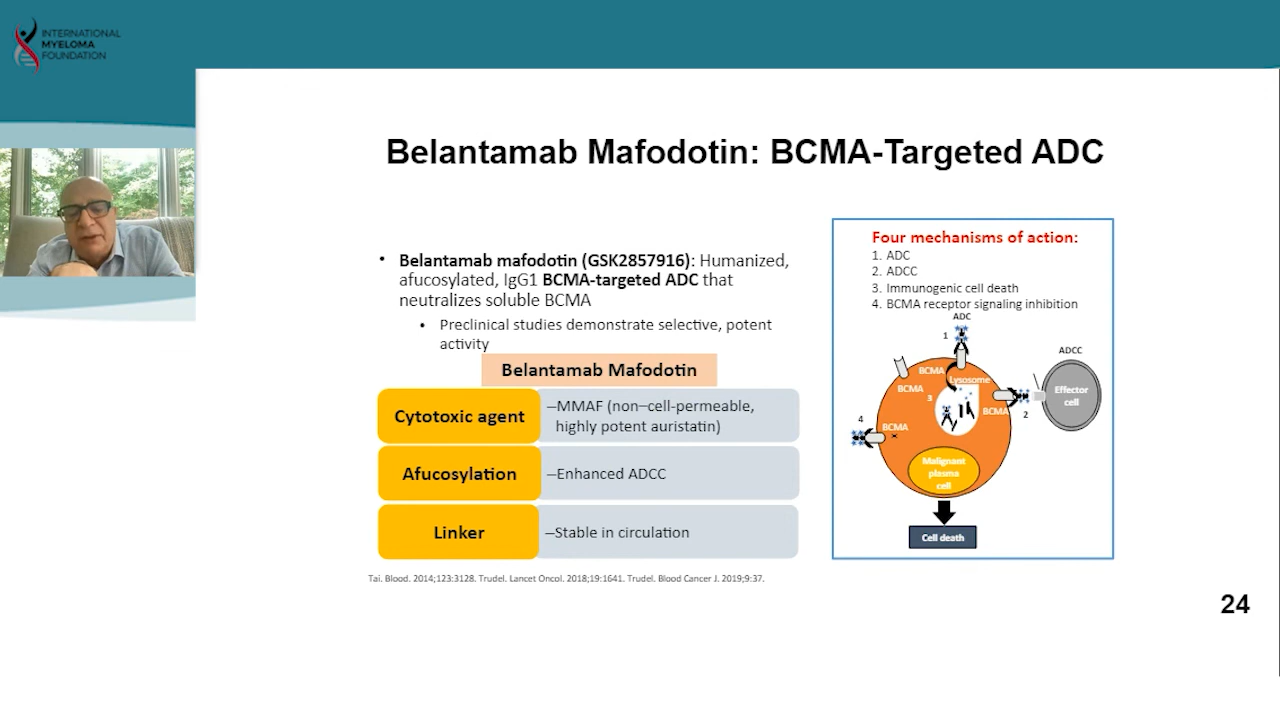 INTERNATIONAL
MYELOMA
FOUNDATION
Belantamab Mafodotin: BCMA-Targeted ADC
• Belantamab mafodotin (GSK2857916): Humanized,
afucosylated, IgG1 BCMA-targeted ADC that
neutralizes soluble BCMA
• Preclinical studies demonstrate selective, potent
activity
Belantamab Mafodotin
Cytotoxic agent
–MMAF (non–cell-permeable,
highly potent auristatin)
Afucosylation
–Enhanced ADCC
Linker
–Stable in circulation
Tai. Blood. 2014;123:3128. Trudel. Lancet Oncol. 2018;19:1641. Trudel. Blood Cancer J. 2019;9:37.
Four mechanisms of action:
1. ADC
2. ADCC
3. Immunogenic cell death
4. BCMA receptor signaling inhibition
ADC
1
ADCC
BCMA
Lysosome
BCMA
3
Effector
cell
BCMA
2
4
BCMA
×
Malignant
plasma
cell
Cell death
24